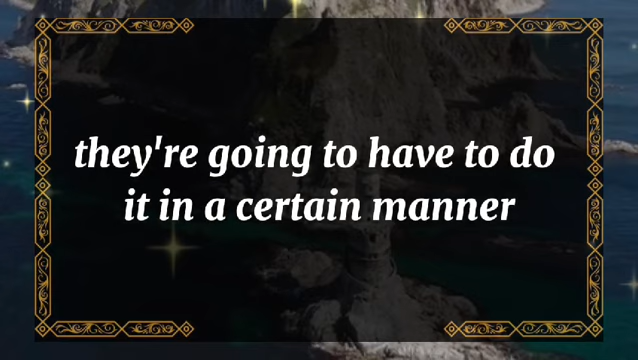 they're going to have to do
it in a certain manner